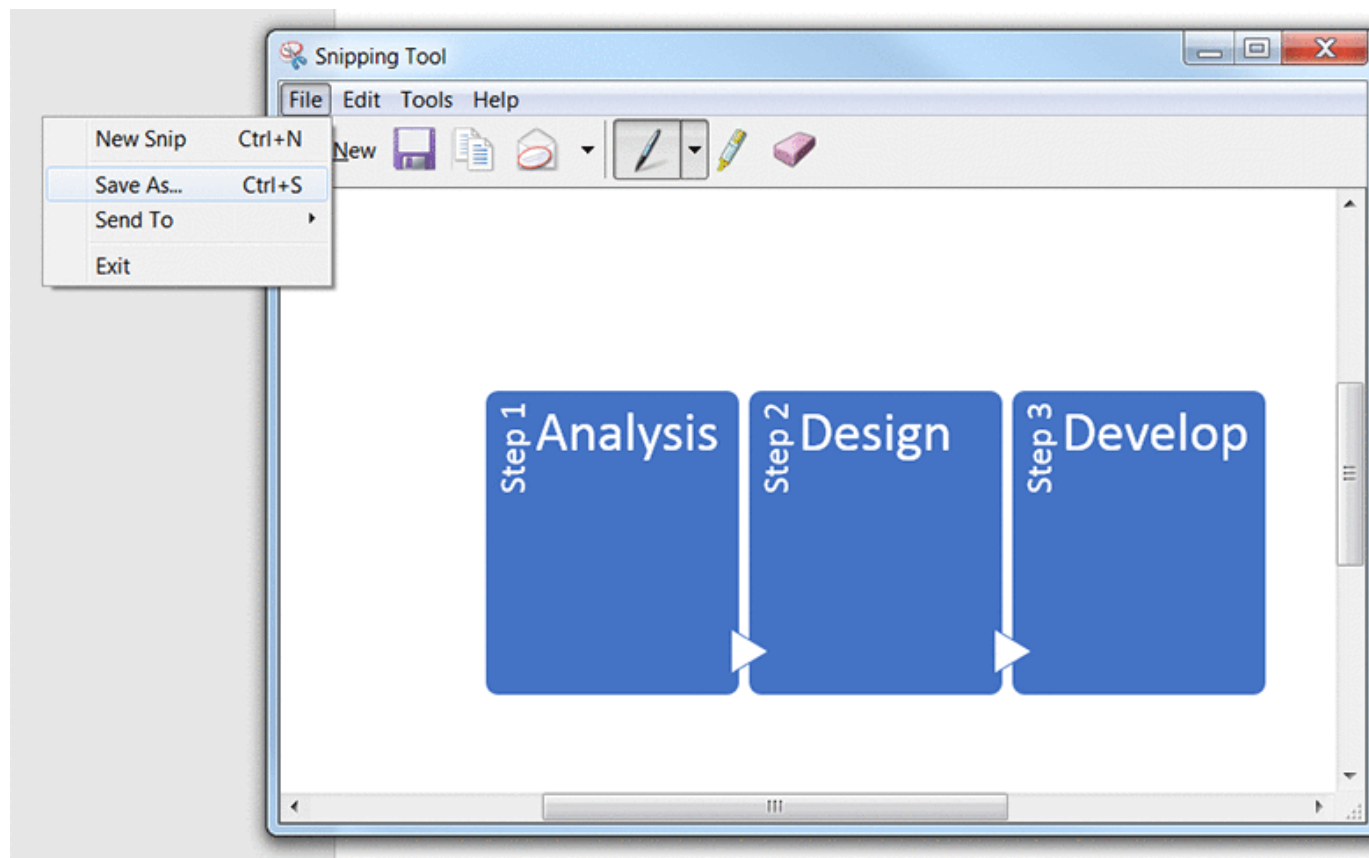 Snipping Tool
File Edit Tools Help
New Snip Ctrl+N
New
Save As... Ctrl+S
Send To
Exit
Step 1 Analysis
Step 2 Design
Step 3 Develop